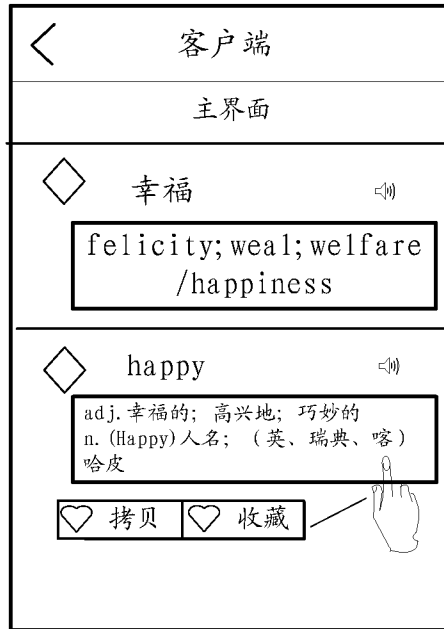 客户端
主界面
幸福
felicity;weal;welfare
/happiness
happy
adj.幸福的；高兴地；巧妙的
n.(Happy)人名；（英、瑞典、喀）
哈皮
拷贝 收藏